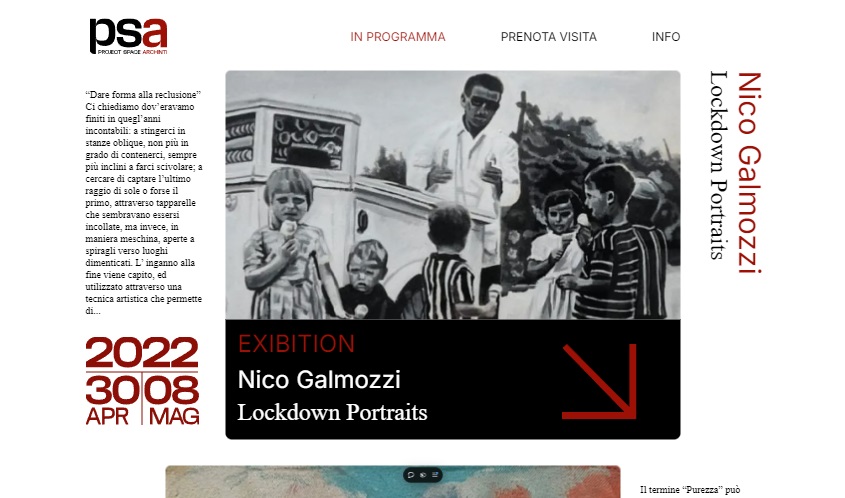 psa
PROJECT SPACE ARCHINTI
IN PROGRAMMA
PRENOTA VISITA
INFO
“Dare forma alla reclusione”
Ci chiediamo dov’eravamo
finiti in quegl’anni
incontabili: a stingerci in
stanze oblique, non più in
grado di contenerci, sempre
più inclini a farci scivolare; a
cercare di captare l’ultimo
raggio di sole o forse il
primo, attraverso tapparelle
che sembravano essersi
incollate, ma invece, in
maniera meschina, aperte a
spiragli verso luoghi
dimenticati. L’ inganno alla
fine viene capito, ed
utilizzato attraverso una
tecnica artistica che permette
di...
2022
30 08
APR MAG
EXIBITION
Nico Galmozzi
Lockdown Portraits
Nico Galmozzi
Lockdown Portraits
Il termine “Purezza” può